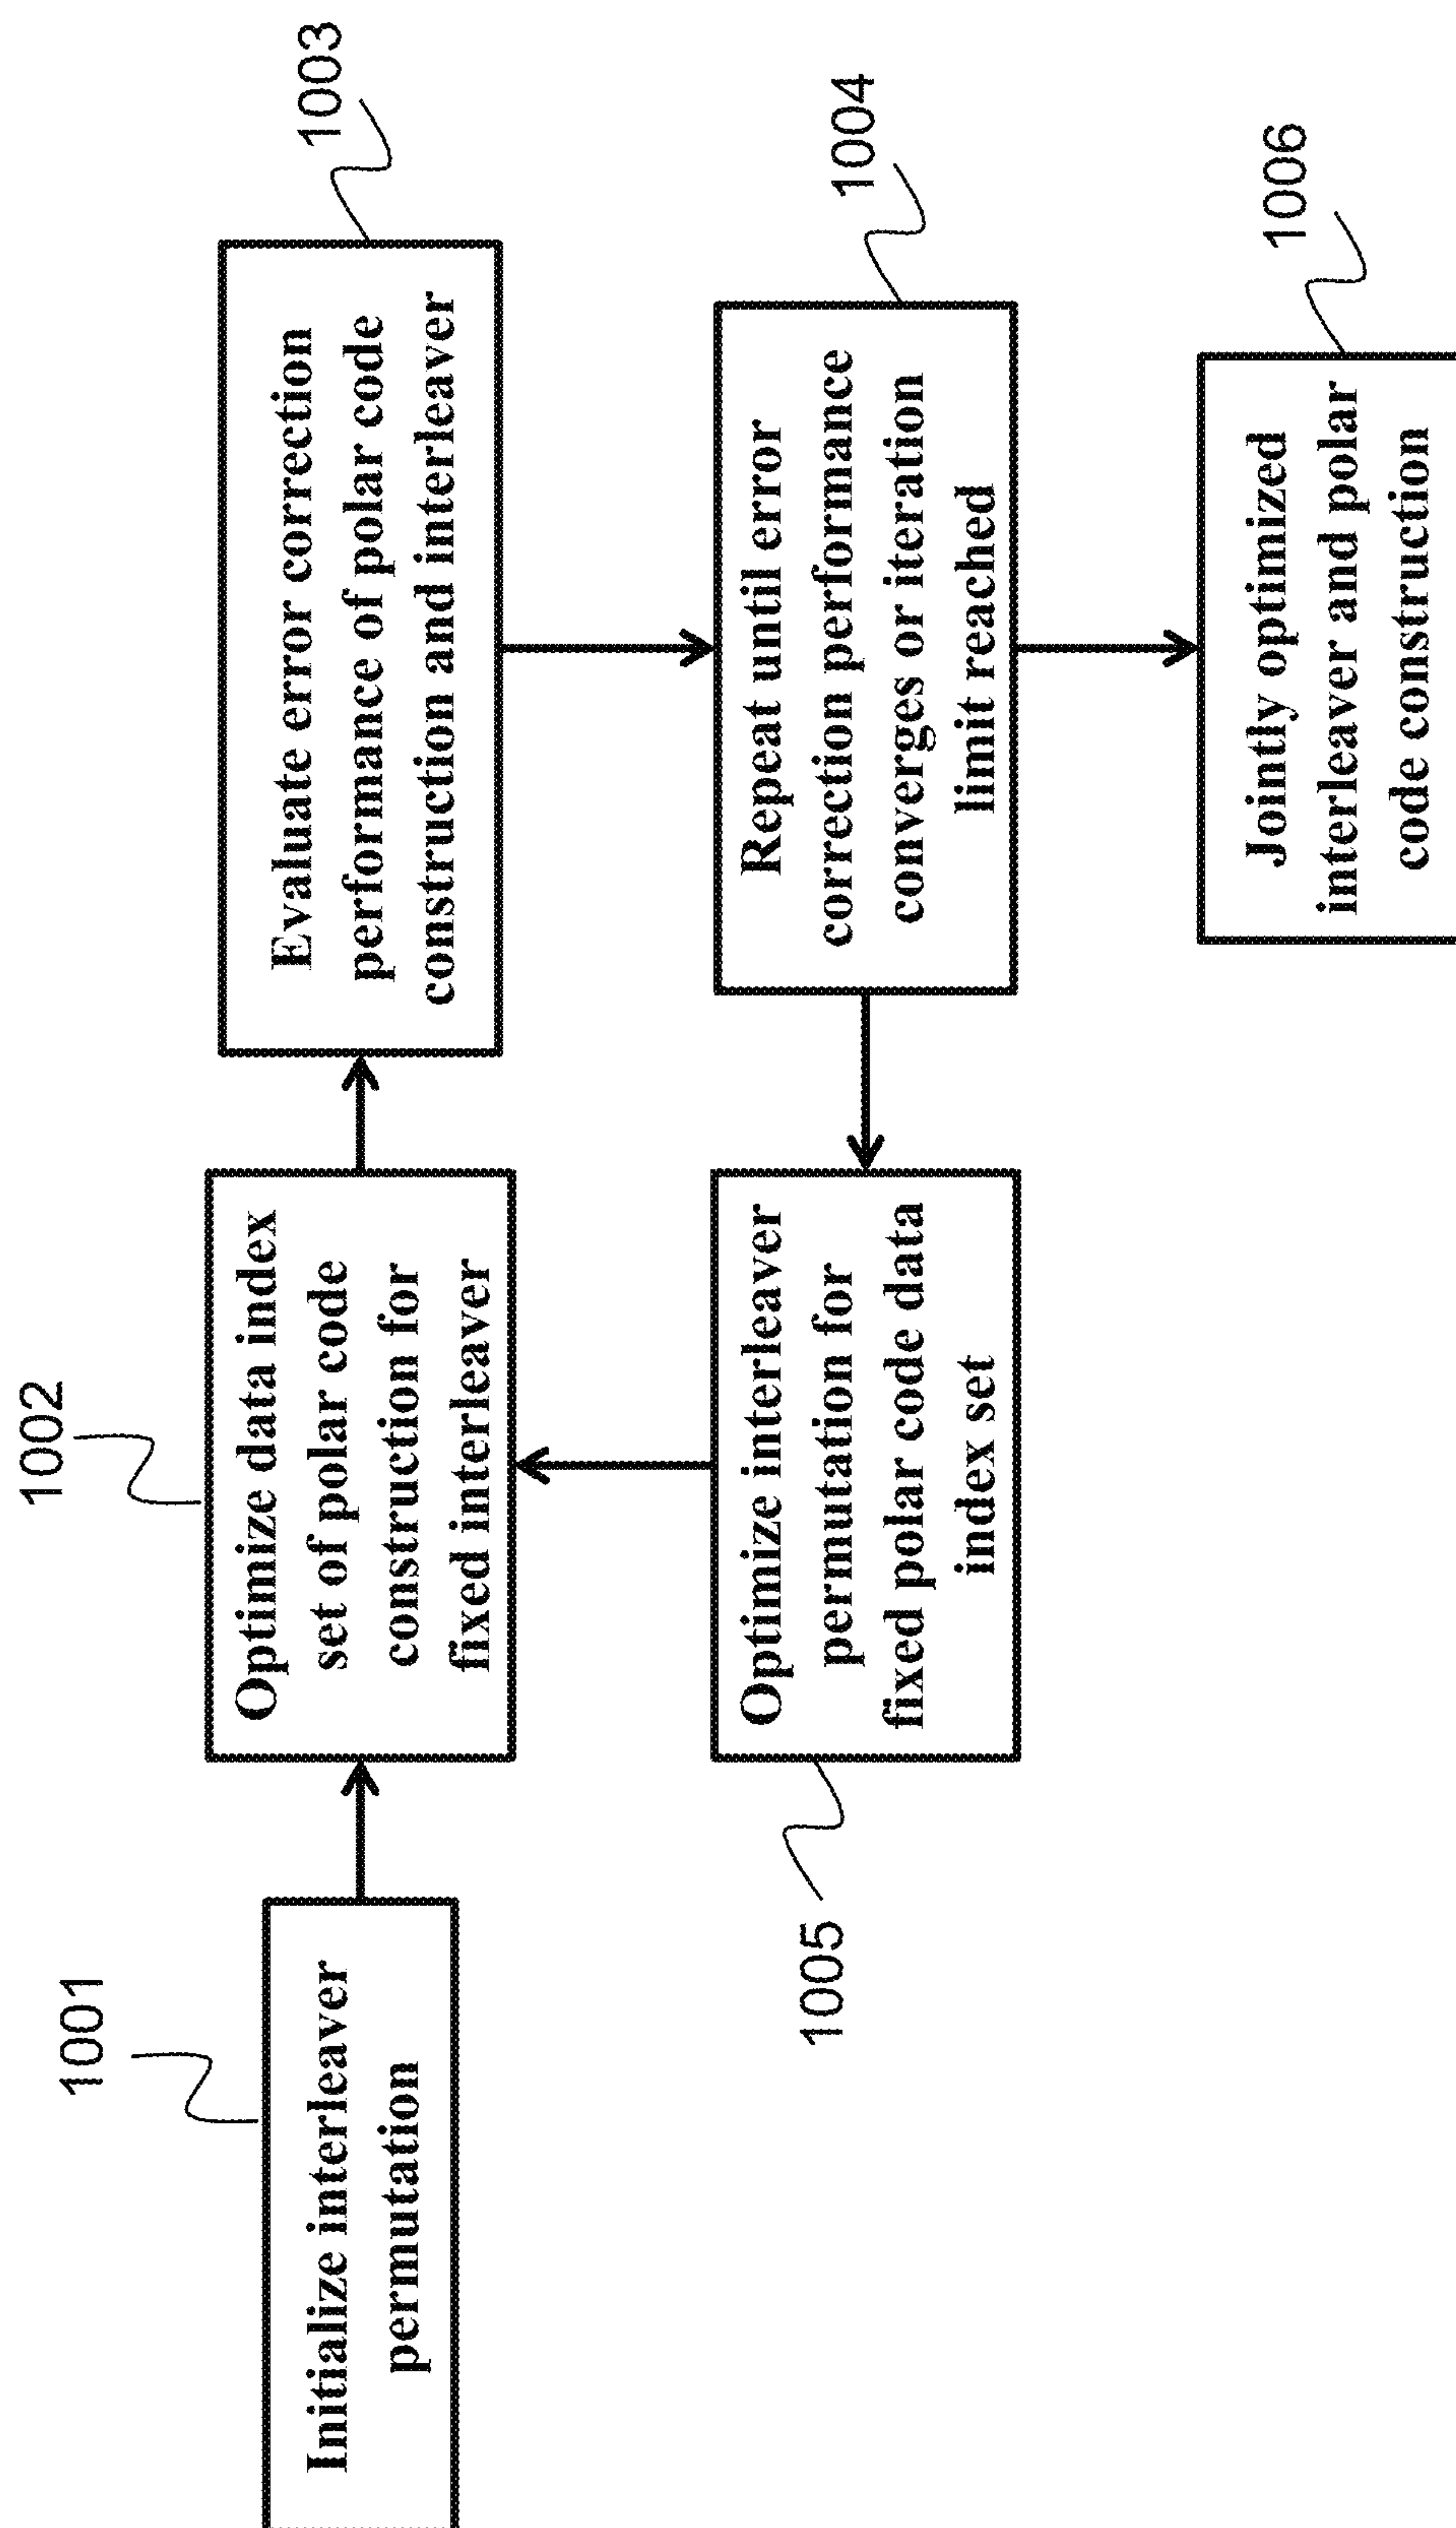 1001
Initialize interleaver
permutation
1002
Optimize data index
set of polar code
construction for
fixed interleaver
1003
Evaluate error correction
performance of polar code
construction and interleaver
1004
Repeat until error
correction performance
converges or iteration
limit reached
1005
Optimize interleaver
permutation for
fixed polar code data
index set
1006
Jointly optimized
interleaver and polar
code construction